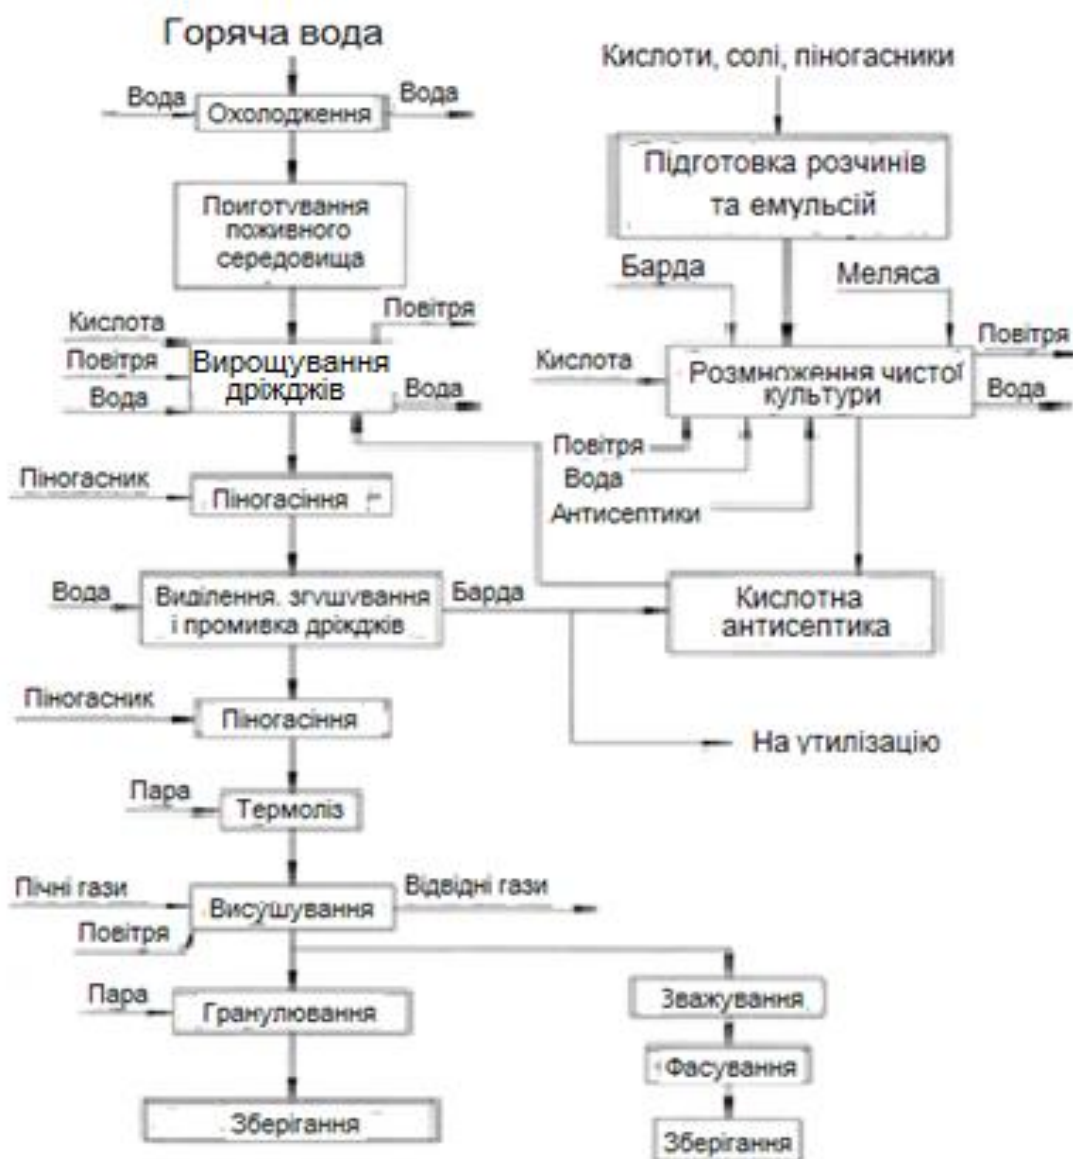 Горяча вода
Кислоти, солі, піногасники
Вода
Вода
Охолодження
Підготовка розчинів
та емульсій
Приготування
поживного
середовища
Барда
Меляса
Кислота
Повітря
Повітря
Повітря
Вирощування
дріжджів
Кислота
Розмноження чистої
культури
Вода
Вода
Вода
Повітря
Вода
Антисептики
Піногасник
Піногасіння
Вода
Виділення, згущування
і промивка дріжджів
Барда
Кислотна
антисептика
Піногасник
Піногасіння
На утилізацію
Пара
Термоліз
Пічні гази
Відвідні гази
Висушування
Повітря
Пара
Гранулювання
Зважування
Фасування
Зберігання
Зберігання